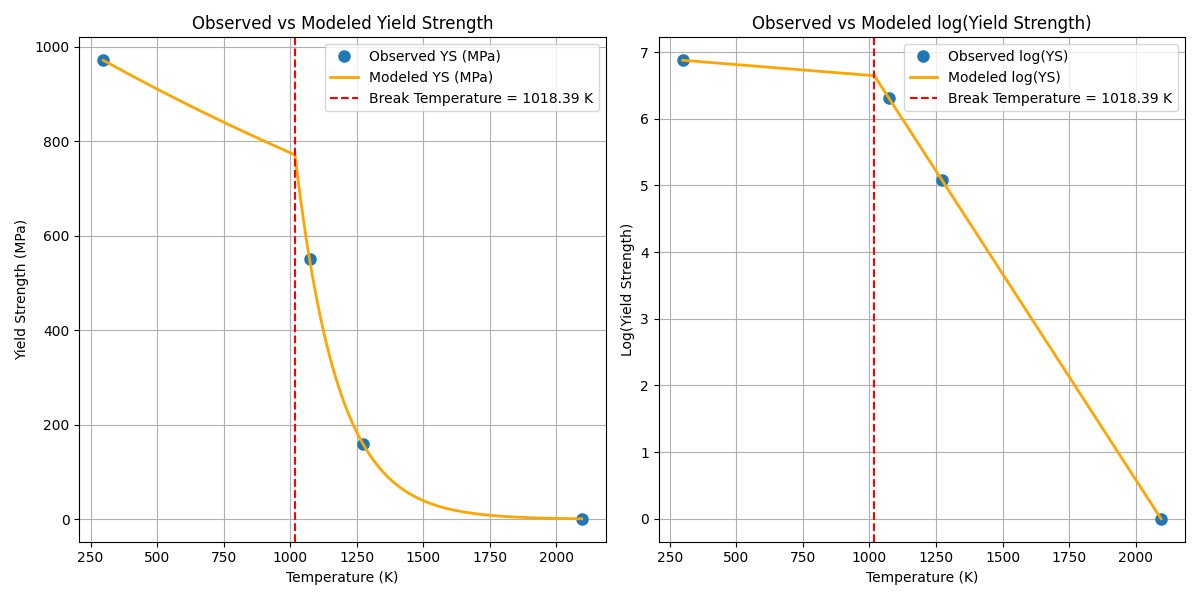 Observed vs Modeled Yield Strength
Observed YS (MPa)
Modeled YS (MPa)
Break Temperature = 1018.39 K
Yield Strength (MPa)
1000
800
600
400
200
0
250 500 750 1000 1250 1500 1750 2000
Temperature (K)
Observed vs Modeled log(Yield Strength)
Observed log(YS)
Modeled log(YS)
Break Temperature = 1018.39 K
Log(Yield Strength)
7
6
5
4
3
2
1
0
250 500 750 1000 1250 1500 1750 2000
Temperature (K)